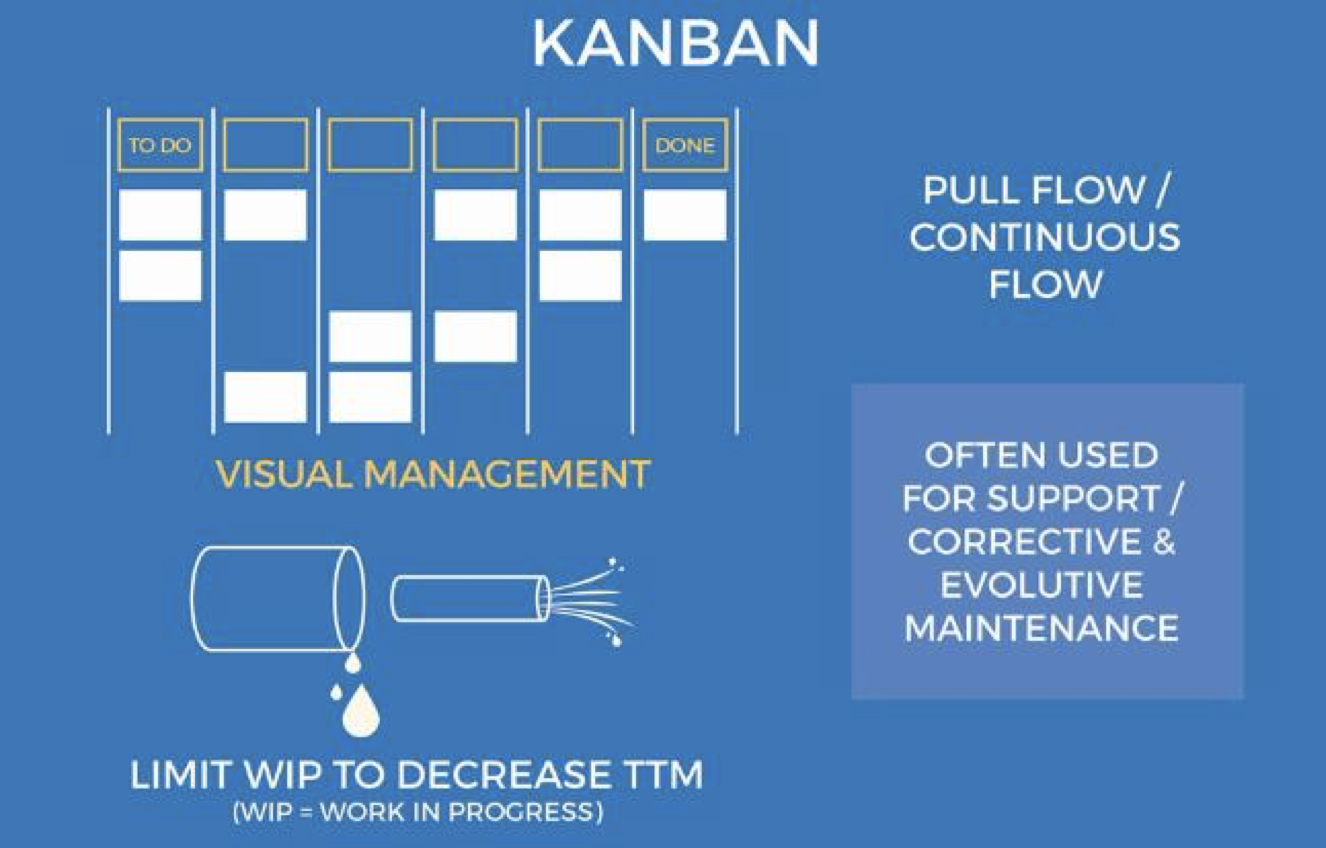 KANBAN
TO DO
DONE
VISUAL MANAGEMENT
LIMIT WIP TO DECREASE TTM
(WIP = WORK IN PROGRESS)
PULL FLOW /
CONTINUOUS
FLOW
OFTEN USED
FOR SUPPORT /
CORRECTIVE &
EVOLUTIVE
MAINTENANCE